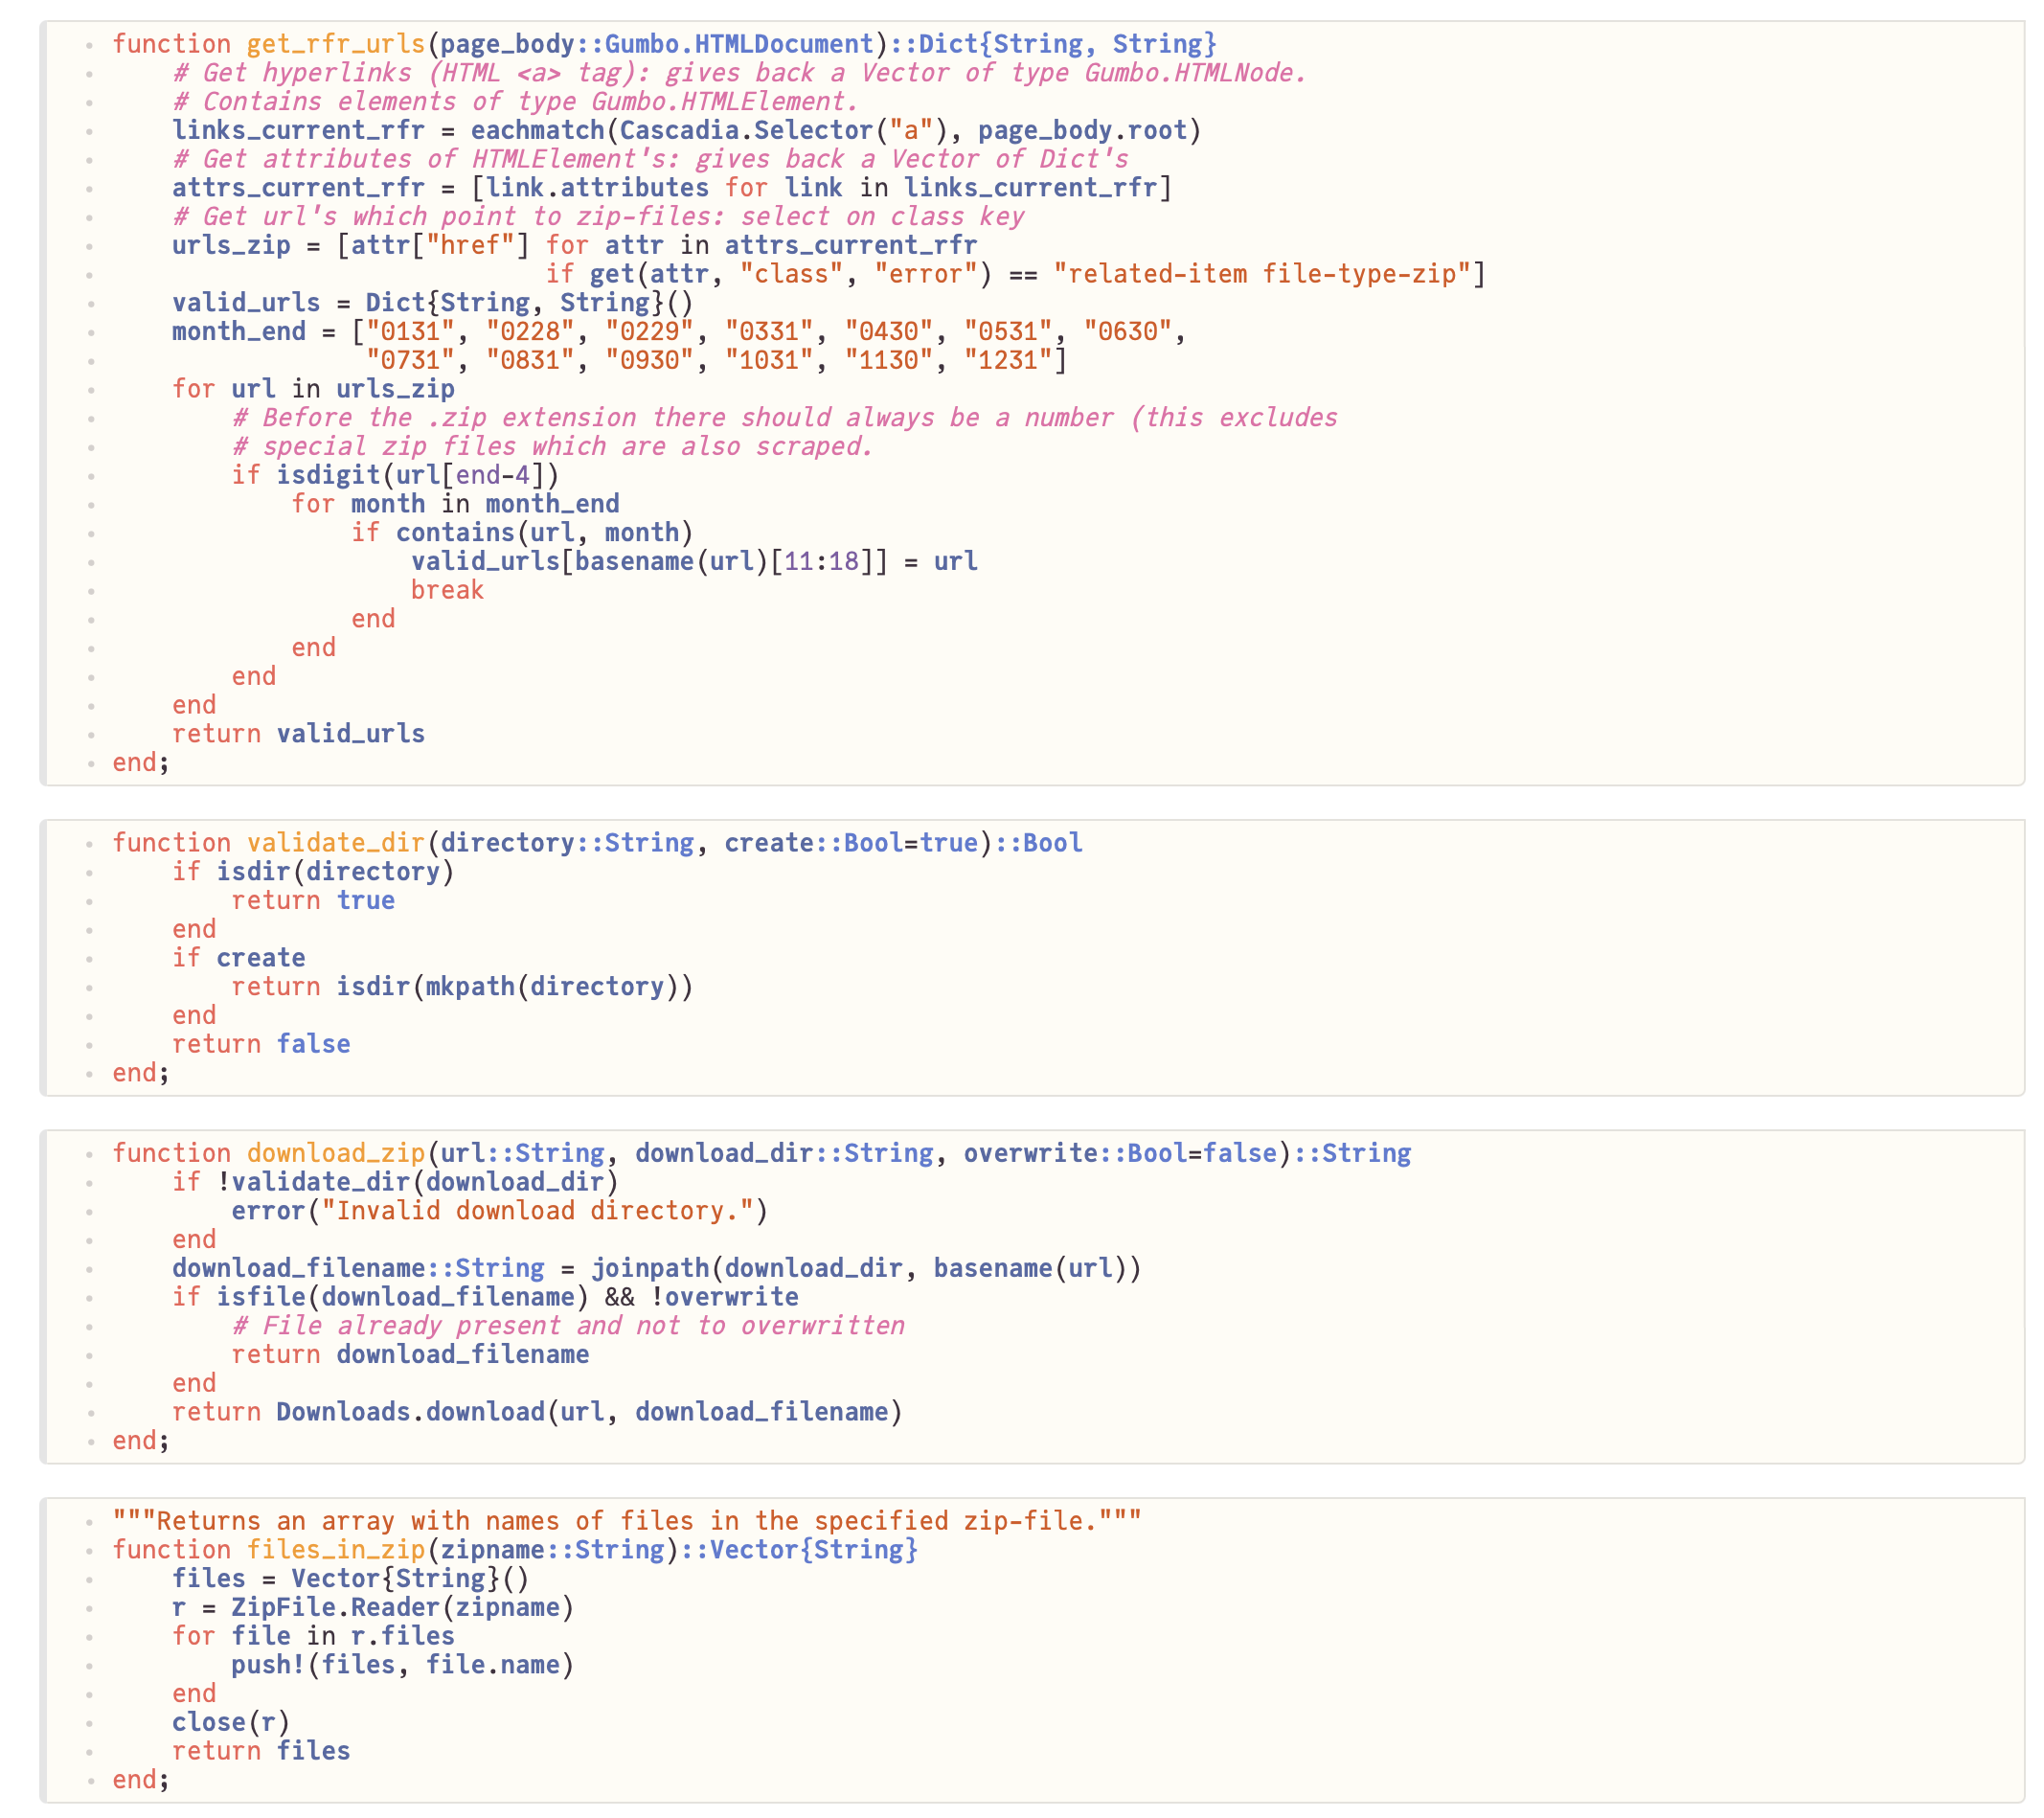 function get_rfr_urls(page_body::Gumbo.HTMLDocument)::Dict{String, String}
    # Get hyperlinks (HTML <a> tag): gives back a Vector of type Gumbo.HTMLNode.
    # Contains elements of type Gumbo.HTMLElement.
    links_current_rfr = eachmatch(Cascadia.Selector("a"), page_body.root)
    # Get attributes of HTMLElement's: gives back a Vector of Dict's
    attrs_current_rfr = [link.attributes for link in links_current_rfr]
    # Get url's which point to zip-files: select on class key
    urls_zip = [attr["href"] for attr in attrs_current_rfr
                             if get(attr, "class", "error") == "related-item file-type-zip"]
    valid_urls = Dict{String, String}()
    month_end = ["0131", "0228", "0229", "0331", "0430", "0531", "0630",
                 "0731", "0831", "0930", "1031", "1130", "1231"]
    for url in urls_zip
        # Before the .zip extension there should always be a number (this excludes
        # special zip files which are also scraped.
        if isdigit(url[end-4])
            for month in month_end
                if contains(url, month)
                    valid_urls[basename(url)[11:18]] = url
                    break
                end
            end
        end
    end
    return valid_urls
end;
function validate_dir(directory::String, create::Bool=true)::Bool
    if isdir(directory)
        return true
    end
    if create
        return isdir(mkpath(directory))
    end
    return false
end;
function download_zip(url::String, download_dir::String, overwrite::Bool=false)::String
    if !validate_dir(download_dir)
        error("Invalid download directory.")
    end
    download_filename::String = joinpath(download_dir, basename(url))
    if isfile(download_filename) && !overwrite
        # File already present and not to overwritten
        return download_filename
    end
    return Downloads.download(url, download_filename)
end;
"""Returns an array with names of files in the specified zip-file."""
function files_in_zip(zipname::String)::Vector{String}
    files = Vector{String}()
    r = ZipFile.Reader(zipname)
    for file in r.files
        push!(files, file.name)
    end
    close(r)
    return files
end;